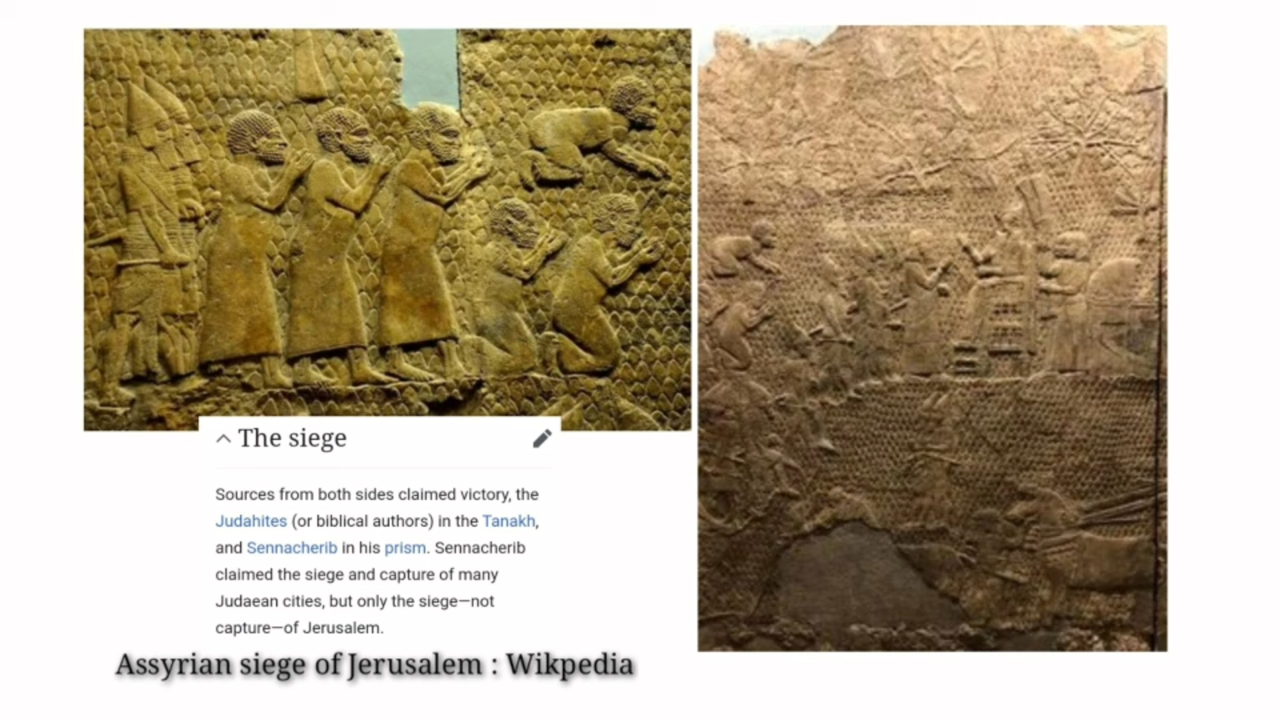 The siege
Sources from both sides claimed victory, the
Judahites (or biblical authors) in the Tanakh,
and Sennacherib in his prism. Sennacherib
claimed the siege and capture of many
Judaean cities, but only the siege—not
capture—of Jerusalem.
Assyrian siege of Jerusalem : Wikpedia